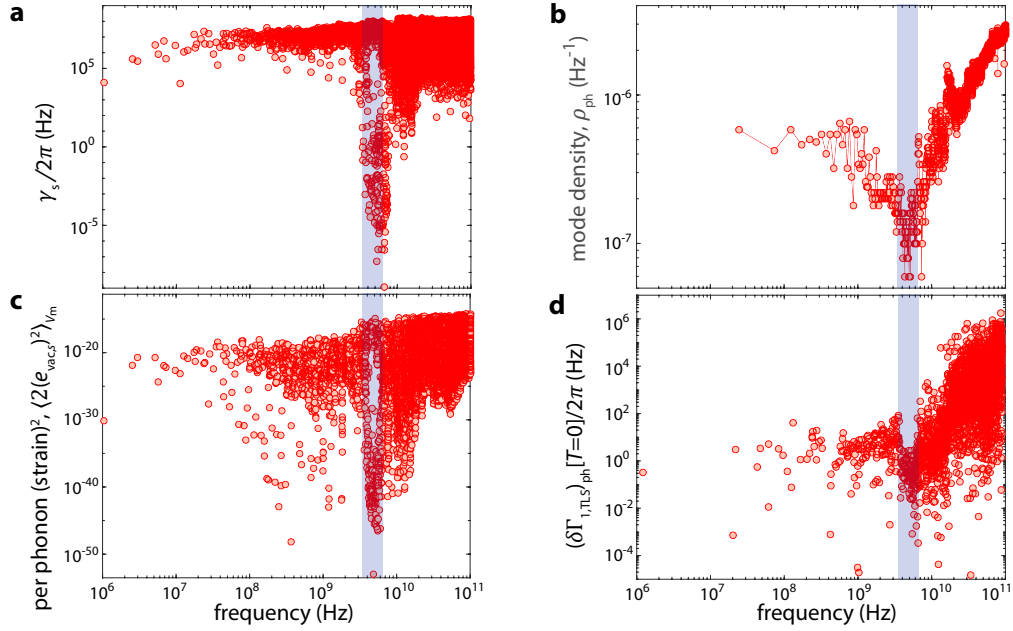 a
γs/2π (Hz)
10^5
10^0
10^-5
b
mode density, ρph (Hz^-1)
10^-6
10^-7
c
per phonon (strain)^2, ⟨2(evac,s)^2⟩Vm
10^-20
10^-30
10^-40
10^-50
10^6 10^7 10^8 10^9 10^10 10^11
frequency (Hz)
d
(δΓ1,TLS)ph[T=0]/2π (Hz)
10^6
10^4
10^2
10^0
10^-2
10^-4
10^6 10^7 10^8 10^9 10^10 10^11
frequency (Hz)